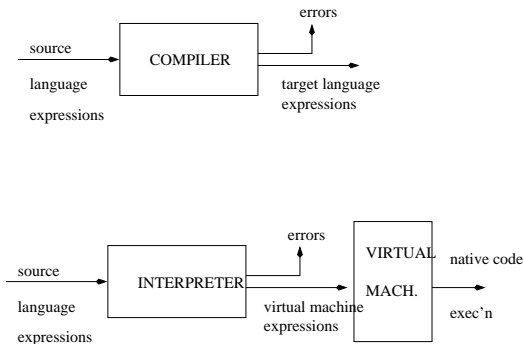 errors
source
COMPILER
language
target language
expressions
expressions
errors
VIRTUAL
native code
source
INTERPRETER
MACH.
language
virtual machine
exec'n
expressions
expressions